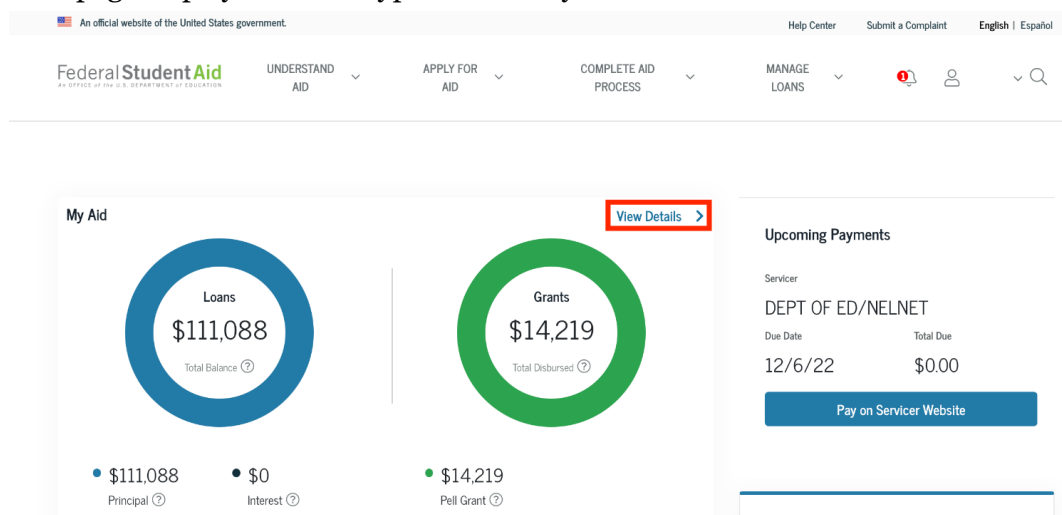 An official website of the United States government.
Help Center Submit a Complaint English | Español
Federal Student Aid
An OFFICE of the U.S. DEPARTMENT of EDUCATION
UNDERSTAND AID
APPLY FOR AID
COMPLETE AID PROCESS
MANAGE LOANS
1
My Aid
View Details
Loans
$111,088
Total Balance ?
Grants
$14,219
Total Disbursed ?
$111,088
Principal ?
$0
Interest ?
$14,219
Pell Grant ?
Upcoming Payments
Servicer
DEPT OF ED/NELNET
Due Date Total Due
12/6/22 $0.00
Pay on Servicer Website